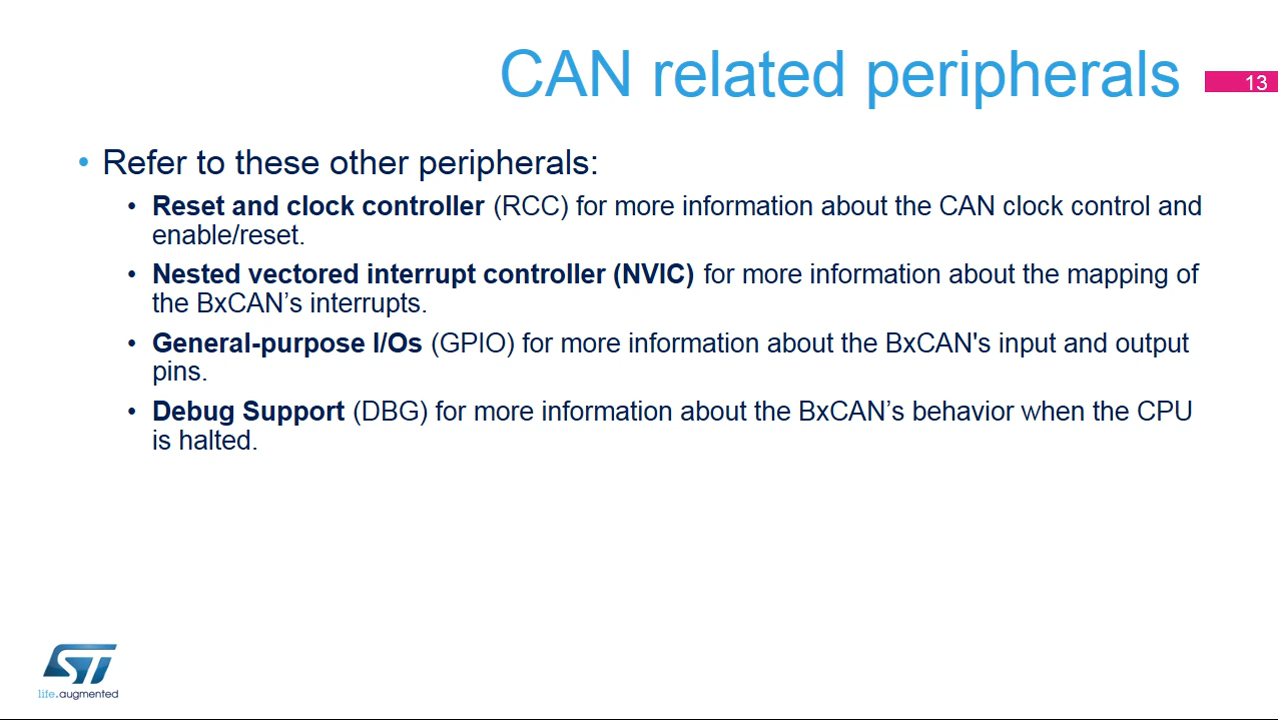 CAN related peripherals
13
• Refer to these other peripherals:
• Reset and clock controller (RCC) for more information about the CAN clock control and
enable/reset.
• Nested vectored interrupt controller (NVIC) for more information about the mapping of
the BxCAN’s interrupts.
• General-purpose I/Os (GPIO) for more information about the BxCAN's input and output
pins.
• Debug Support (DBG) for more information about the BxCAN’s behavior when the CPU
is halted.
ST
life.augmented